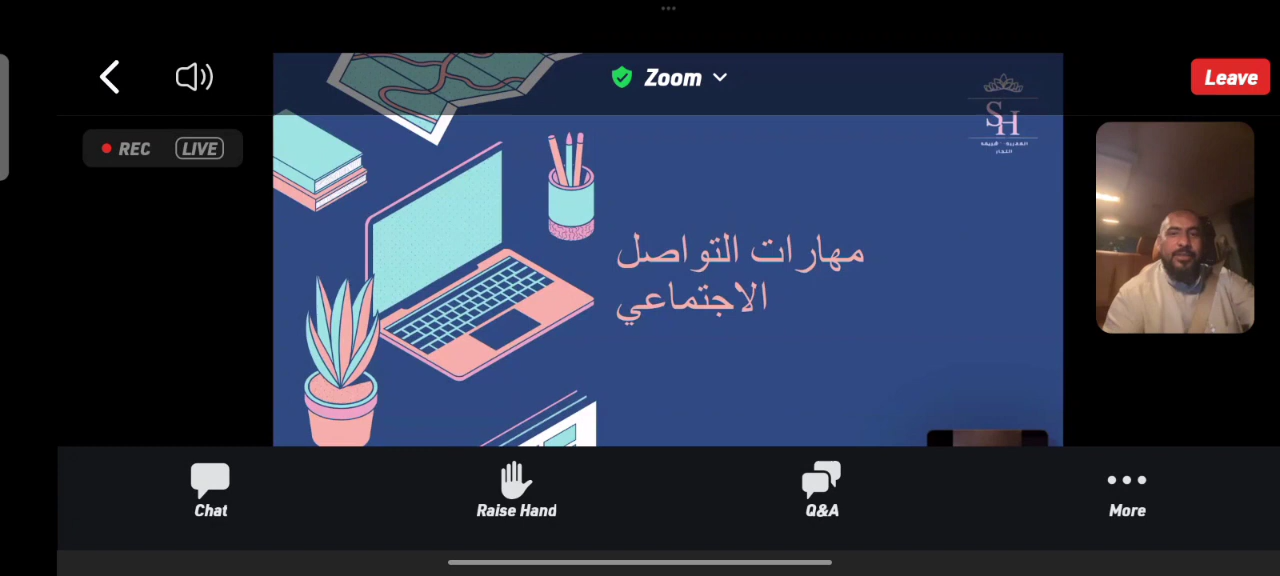 Zoom
Leave
REC
LIVE
SH
مهارات التواصل
الاجتماعي
Chat
Raise Hand
Q&A
More